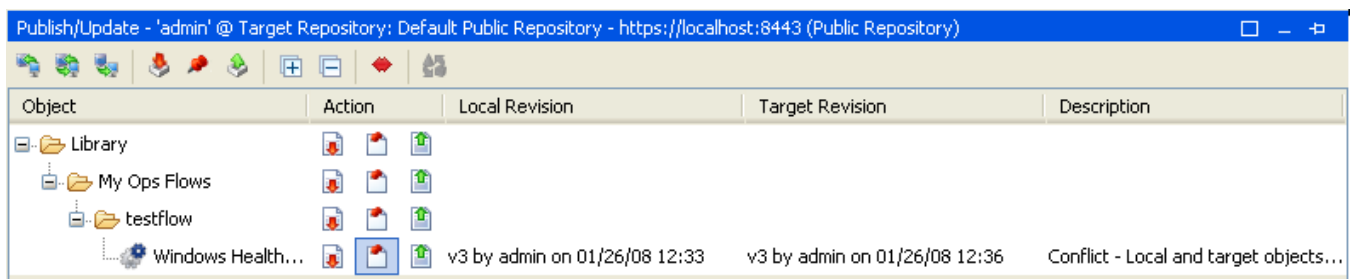 Publish/Update - 'admin' @ Target Repository: Default Public Repository - https://localhost:8443 (Public Repository)
Object Action Local Revision Target Revision Description
Library
My Ops Flows
testflow
Windows Health... v3 by admin on 01/26/08 12:33 v3 by admin on 01/26/08 12:36 Conflict - Local and target objects...